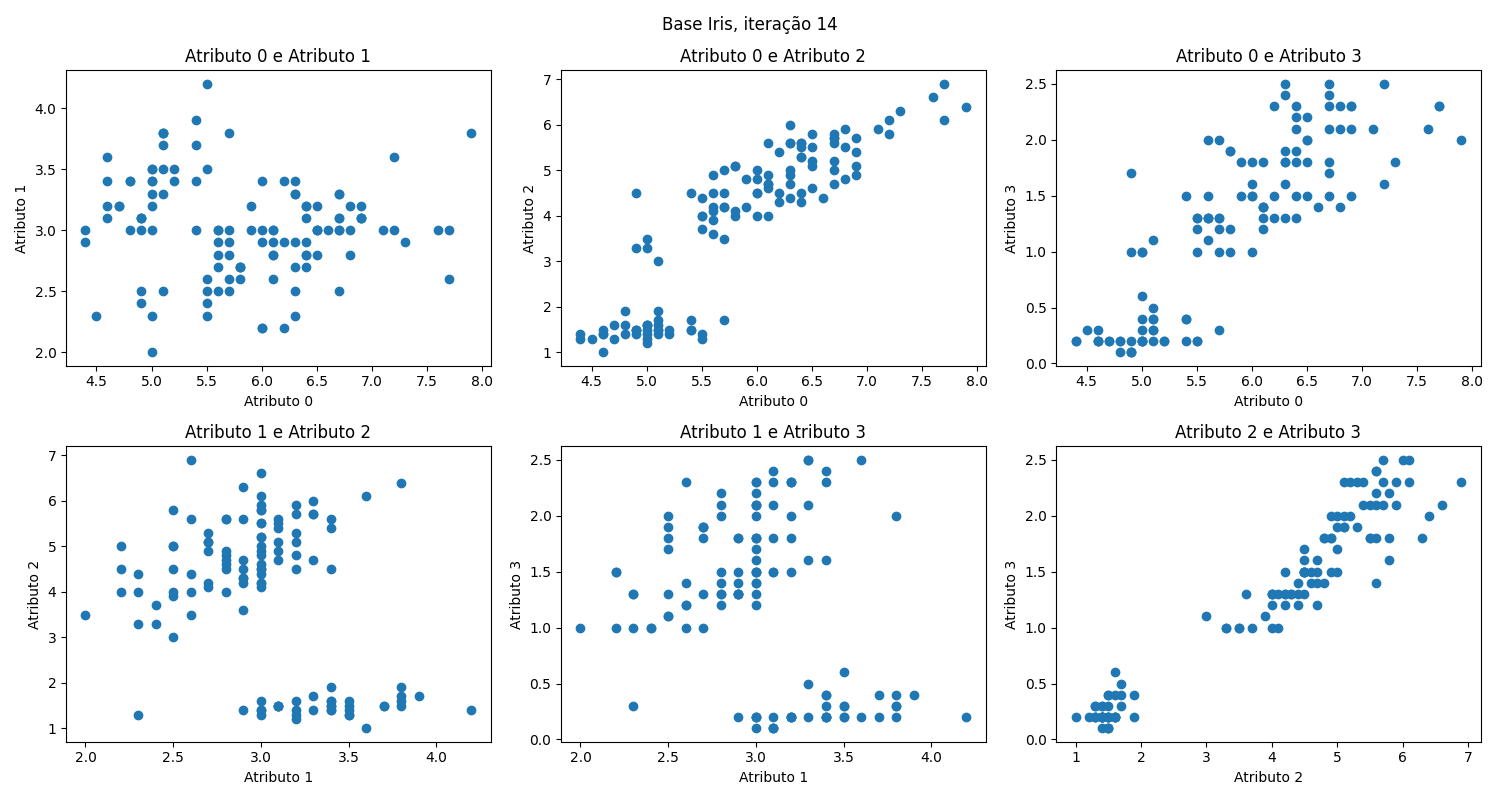 Base Iris, iteração 14
Atributo 0 e Atributo 1
Atributo 1
4.0
3.5
3.0
2.5
2.0
4.5 5.0 5.5 6.0 6.5 7.0 7.5 8.0
Atributo 0
Atributo 0 e Atributo 2
Atributo 2
7
6
5
4
3
2
1
4.5 5.0 5.5 6.0 6.5 7.0 7.5 8.0
Atributo 0
Atributo 0 e Atributo 3
Atributo 3
2.5
2.0
1.5
1.0
0.5
0.0
4.5 5.0 5.5 6.0 6.5 7.0 7.5 8.0
Atributo 0
Atributo 1 e Atributo 2
Atributo 2
7
6
5
4
3
2
1
2.0 2.5 3.0 3.5 4.0
Atributo 1
Atributo 1 e Atributo 3
Atributo 3
2.5
2.0
1.5
1.0
0.5
0.0
2.0 2.5 3.0 3.5 4.0
Atributo 1
Atributo 2 e Atributo 3
Atributo 3
2.5
2.0
1.5
1.0
0.5
0.0
1 2 3 4 5 6 7
Atributo 2